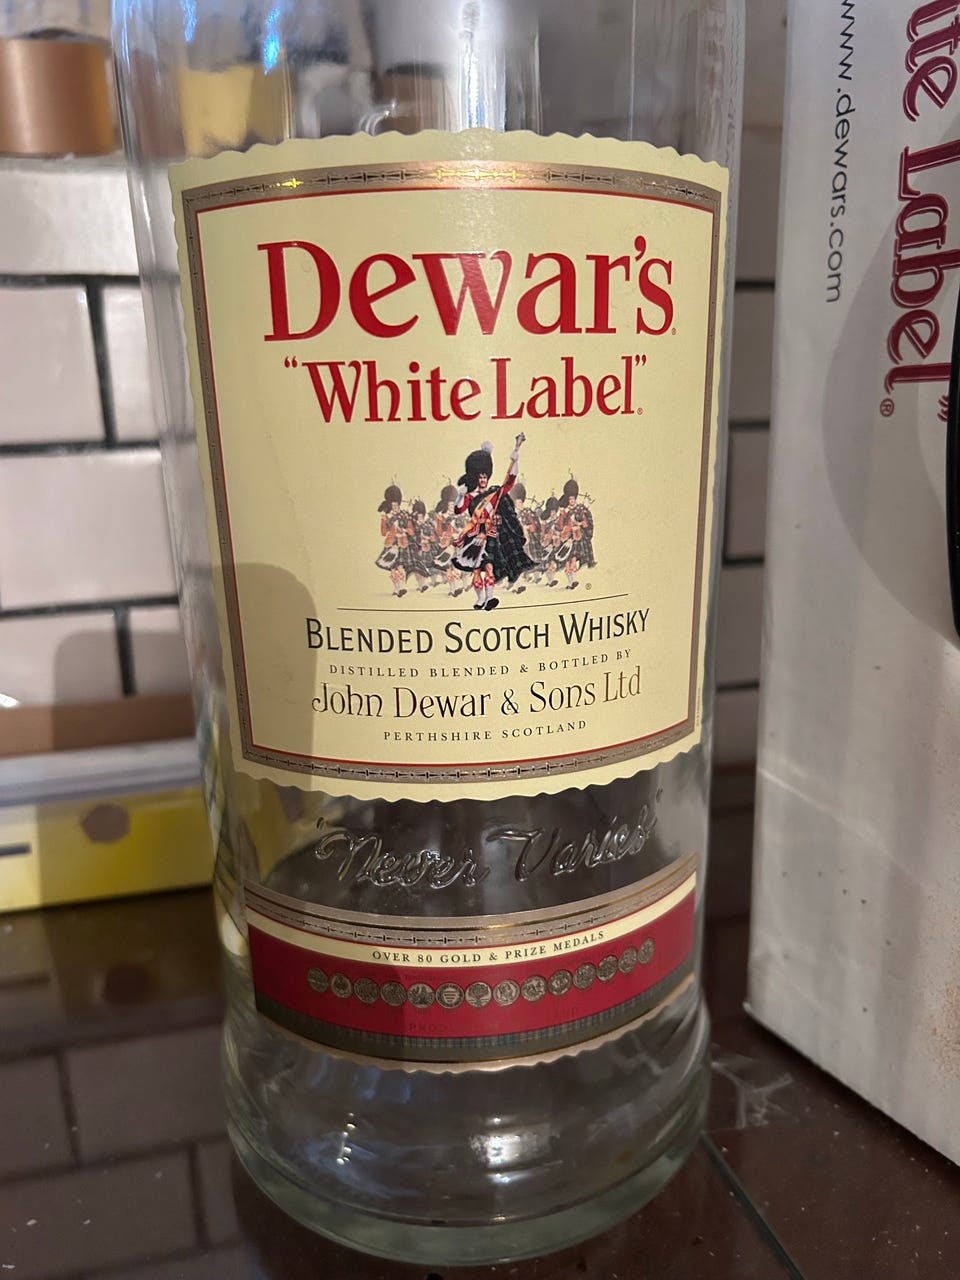 Dewar's®
"White Label"®
®
BLENDED SCOTCH WHISKY
DISTILLED BLENDED & BOTTLED BY
John Dewar & Sons Ltd
PERTHSHIRE SCOTLAND
"Never Varies"
OVER 80 GOLD & PRIZE MEDALS
www.dewars.com
te Label"®